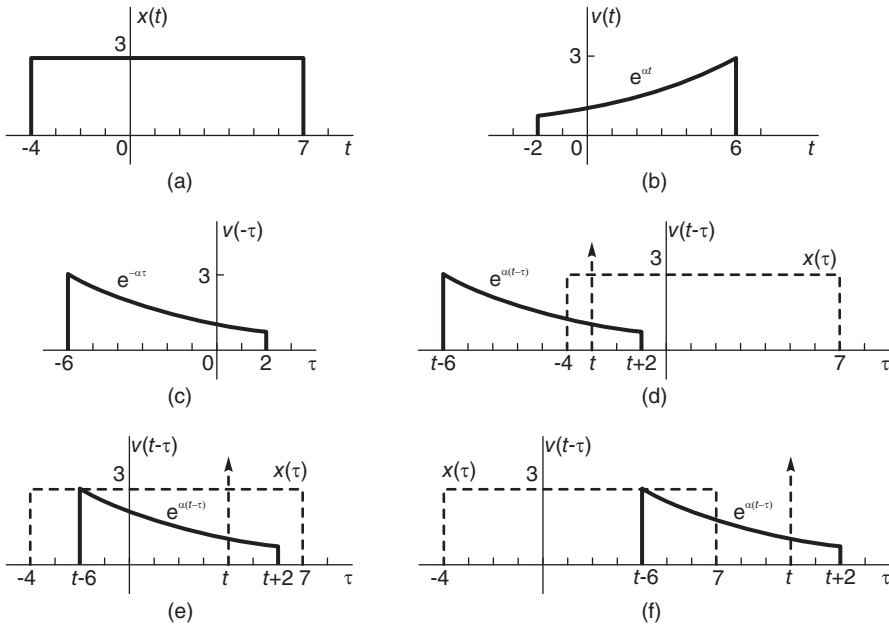 x(t)
3
-4 0 7 t
(a)
v(t)
3
e^αt
-2 0 6 t
(b)
v(-τ)
3
e^-ατ
-6 0 2 τ
(c)
v(t-τ)
3
e^α(t-τ)
x(τ)
t-6 -4 t t+2 7 τ
(d)
v(t-τ)
3
x(τ)
e^α(t-τ)
-4 t-6 t t+2 7 τ
(e)
v(t-τ)
x(τ)
3
e^α(t-τ)
-4 t-6 7 t t+2 τ
(f)